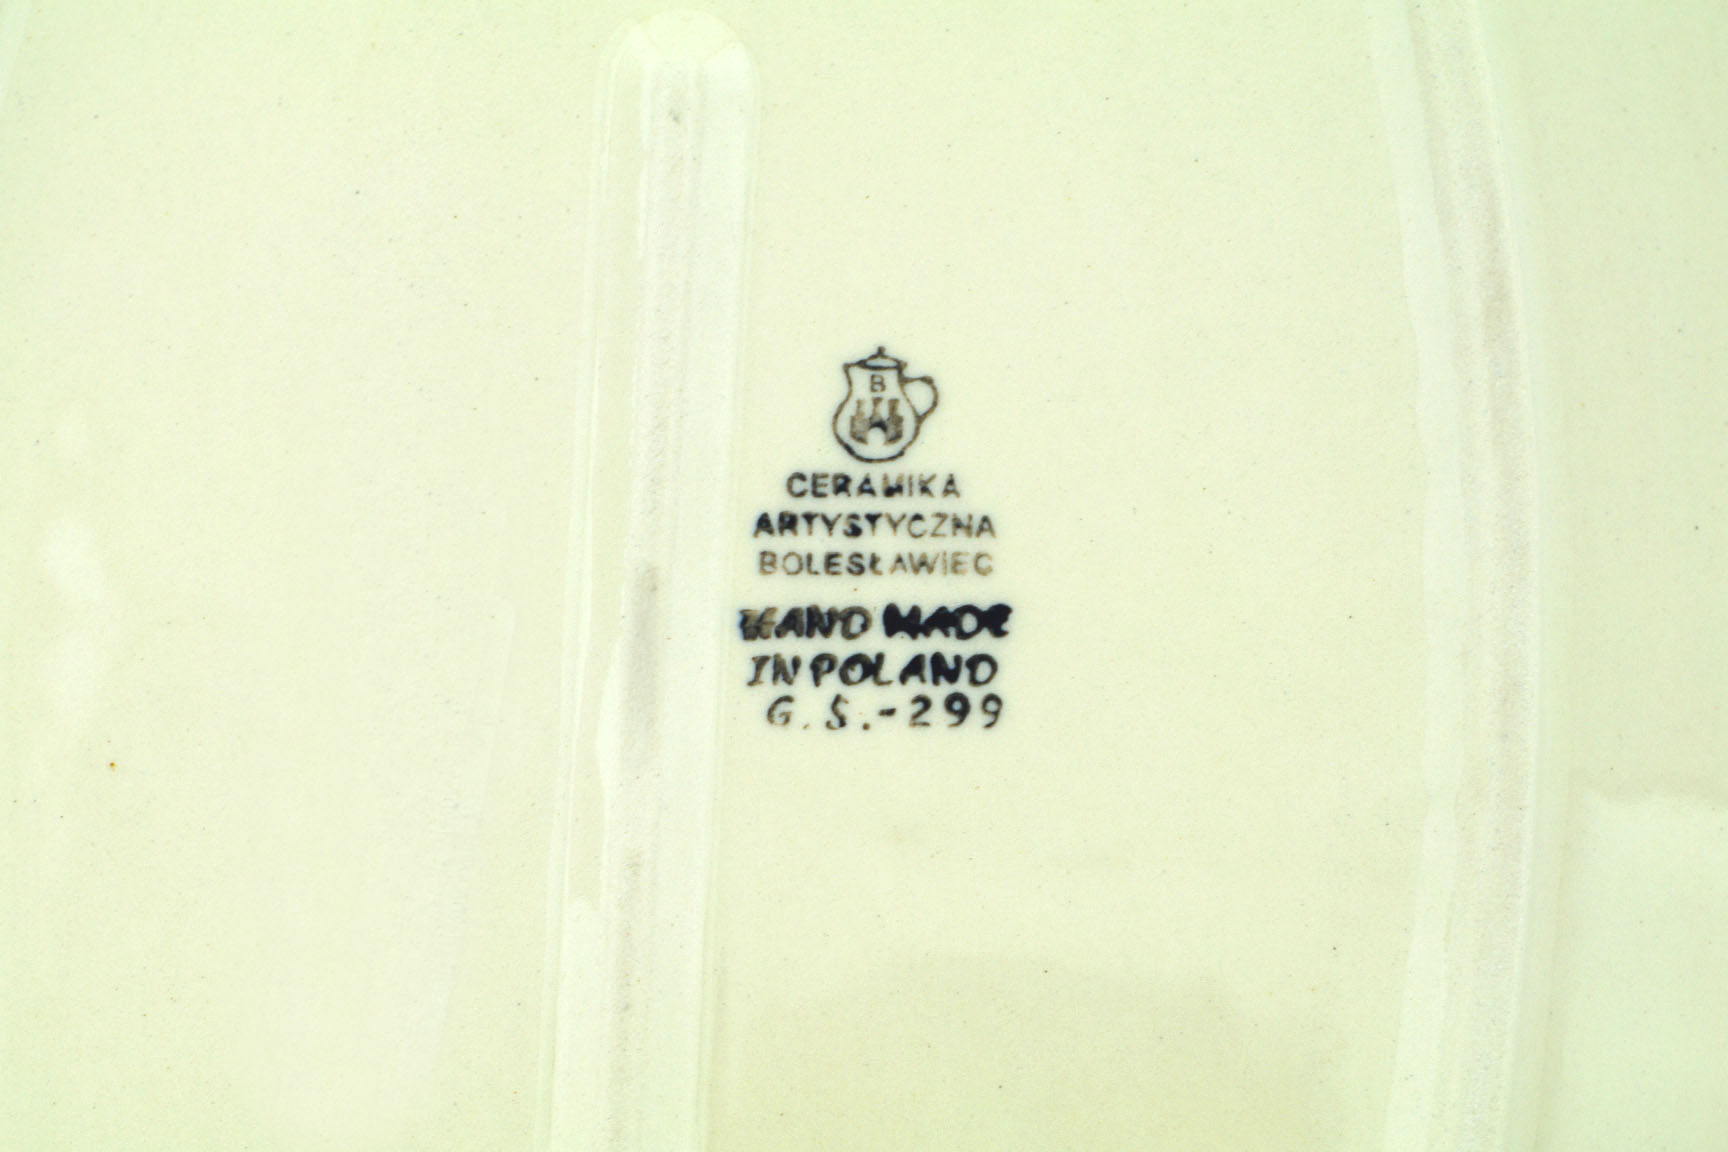 B
CERAMIKA
ARTYSTYCZNA
BOLESŁAWIEC
HAND MADE
IN POLAND
G.S.-299